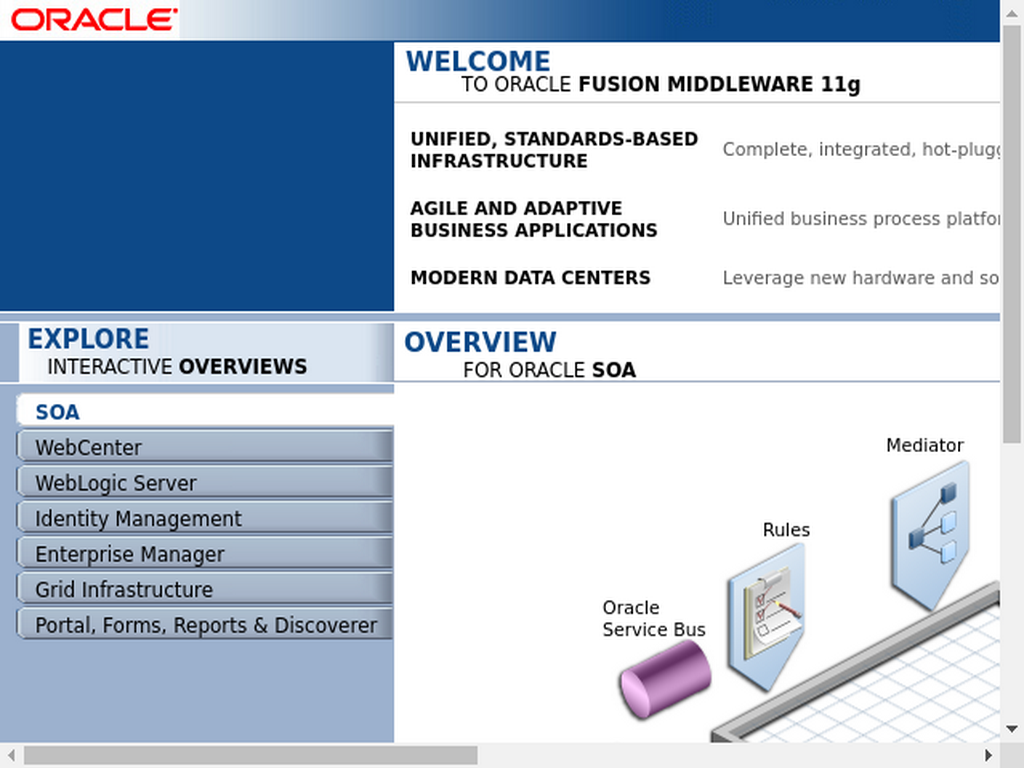 ORACLE
WELCOME
TO ORACLE FUSION MIDDLEWARE 11g
UNIFIED, STANDARDS-BASED
INFRASTRUCTURE
Complete, integrated, hot-plugg
AGILE AND ADAPTIVE
BUSINESS APPLICATIONS
Unified business process platfor
MODERN DATA CENTERS
Leverage new hardware and so
EXPLORE
INTERACTIVE OVERVIEWS
OVERVIEW
FOR ORACLE SOA
SOA
WebCenter
WebLogic Server
Identity Management
Enterprise Manager
Grid Infrastructure
Portal, Forms, Reports & Discoverer
Mediator
Rules
Oracle
Service Bus